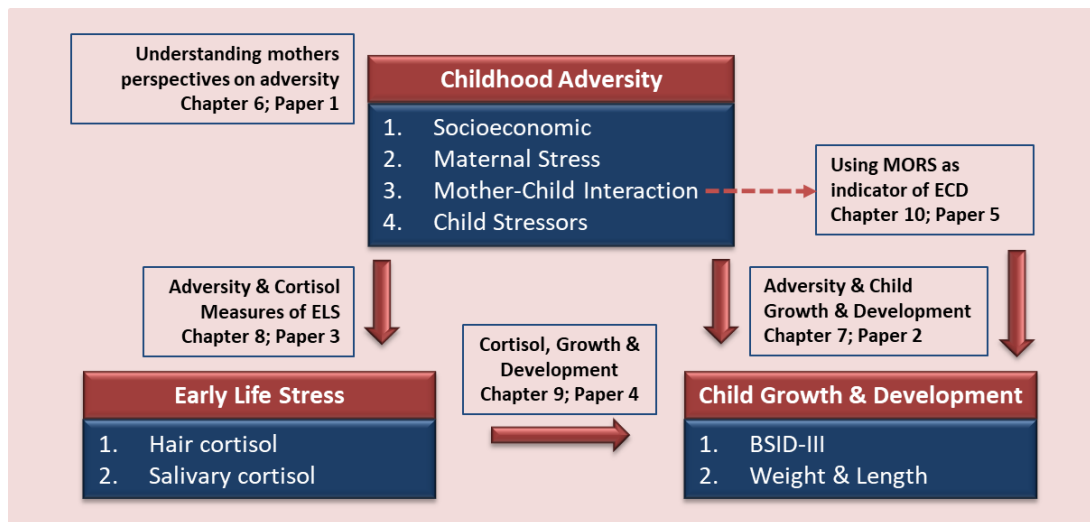 Understanding mothers
perspectives on adversity
Chapter 6; Paper 1
Childhood Adversity
1. Socioeconomic
2. Maternal Stress
3. Mother-Child Interaction
4. Child Stressors
Using MORS as
indicator of ECD
Chapter 10; Paper 5
Adversity & Cortisol
Measures of ELS
Chapter 8; Paper 3
Adversity & Child
Growth & Development
Chapter 7; Paper 2
Cortisol, Growth &
Development
Chapter 9; Paper 4
Early Life Stress
1. Hair cortisol
2. Salivary cortisol
Child Growth & Development
1. BSID-III
2. Weight & Length